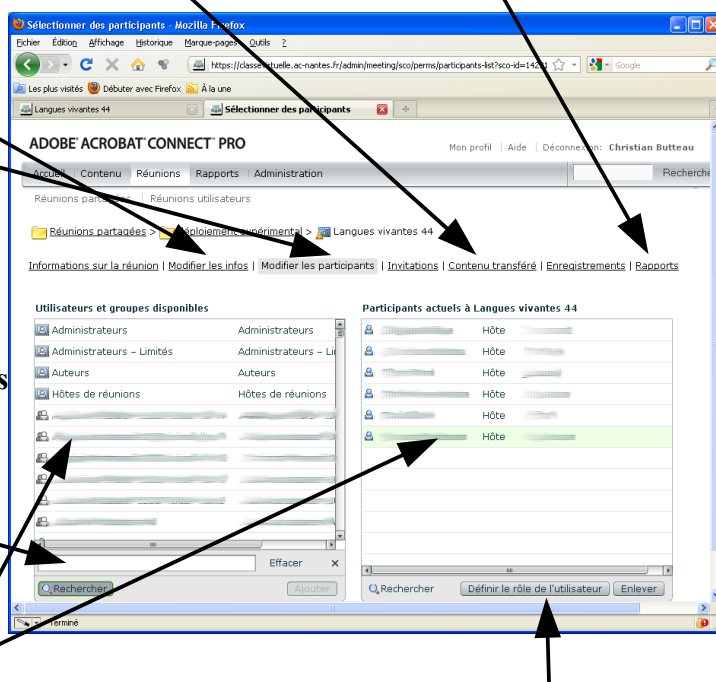 Sélectionner des participants - Mozilla Firefox
Fichier Édition Affichage Historique Marque-pages Outils ?
https://classevirtuelle.ac-nantes.fr/admin/meeting/sco/perms/participants-list?sco-id=14241 Google
Les plus visités Débuter avec Firefox À la une
Langues vivantes 44 Sélectionner des participants
ADOBE® ACROBAT® CONNECT™ PRO
Mon profil | Aide | Déconnexion: Christian Butteau
Accueil Contenu Réunions Rapports Administration Recherche
Réunions partagées | Réunions utilisateurs
Réunions partagées > Déploiement expérimental > Langues vivantes 44
Informations sur la réunion | Modifier les infos | Modifier les participants | Invitations | Contenu transféré | Enregistrements | Rapports
Utilisateurs et groupes disponibles Participants actuels à Langues vivantes 44
Administrateurs Administrateurs Hôte
Administrateurs – Limités Administrateurs – Li Hôte
Auteurs Auteurs Hôte
s
Hôtes de réunions Hôtes de réunions Hôte
Hôte
Hôte
Effacer X
Rechercher Ajouter Rechercher Définir le rôle de l'utilisateur Enlever
Terminé